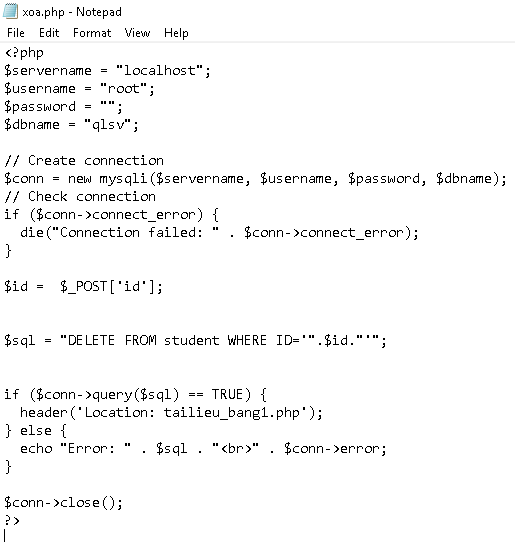 xoa.php - Notepad
File Edit Format View Help
<?php
$servername = "localhost";
$username = "root";
$password = "";
$dbname = "qlsv";
// Create connection
$conn = new mysqli($servername, $username, $password, $dbname);
// Check connection
if ($conn->connect_error) {
  die("Connection failed: " . $conn->connect_error);
}
$id =  $_POST['id'];
$sql = "DELETE FROM student WHERE ID='".$id."'";
if ($conn->query($sql) == TRUE) {
  header('Location: tailieu_bang1.php');
} else {
  echo "Error: " . $sql . "<br>" . $conn->error;
}
$conn->close();
?>